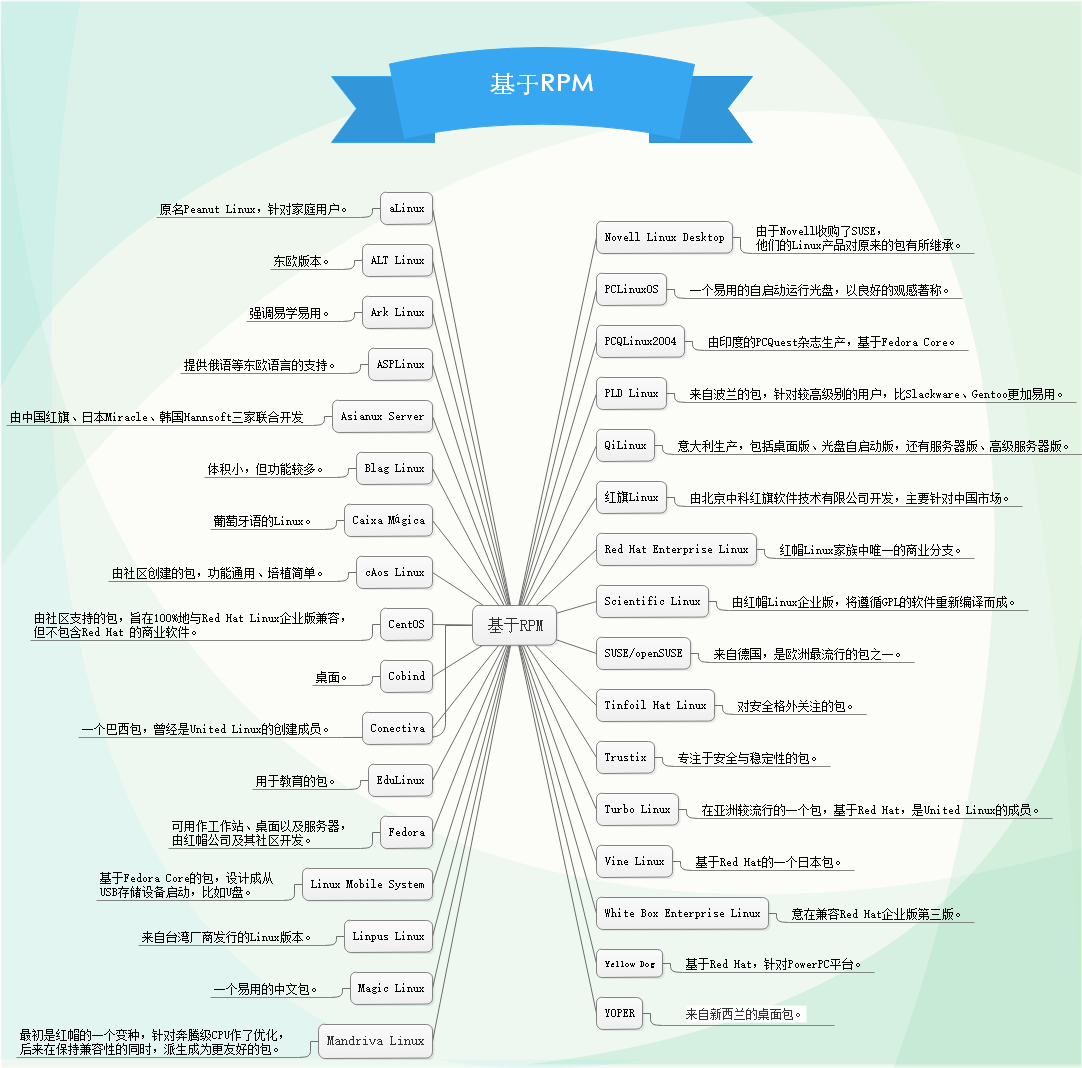 基于RPM
原名Peanut Linux，针对家庭用户。
aLinux
东欧版本。
ALT Linux
强调易学易用。
Ark Linux
提供俄语等东欧语言的支持。
ASPLinux
由中国红旗、日本Miracle、韩国Hannsoft三家联合开发
Asianux Server
体积小，但功能较多。
Blag Linux
葡萄牙语的Linux。
Caixa Mágica
由社区创建的包，功能通用、培植简单。
cAos Linux
由社区支持的包，旨在100%地与Red Hat Linux企业版兼容，
但不包含Red Hat 的商业软件。
CentOS
桌面。
Cobind
一个巴西包，曾经是United Linux的创建成员。
Conectiva
用于教育的包。
EduLinux
可用作工作站、桌面以及服务器，
由红帽公司及其社区开发。
Fedora
基于Fedora Core的包，设计成从
USB存储设备启动，比如U盘。
Linux Mobile System
来自台湾厂商发行的Linux版本。
Linpus Linux
一个易用的中文包。
Magic Linux
最初是红帽的一个变种，针对奔腾级CPU作了优化，
后来在保持兼容性的同时，派生成为更友好的包。
Mandriva Linux
基于RPM
Novell Linux Desktop
由于Novell收购了SUSE，
他们的Linux产品对原来的包有所继承。
PCLinuxOS
一个易用的自启动运行光盘，以良好的观感著称。
PCQLinux2004
由印度的PCQuest杂志生产，基于Fedora Core。
PLD Linux
来自波兰的包，针对较高级别的用户，比Slackware、Gentoo更加易用。
QiLinux
意大利生产，包括桌面版、光盘自启动版，还有服务器版、高级服务器版。
红旗Linux
由北京中科红旗软件技术有限公司开发，主要针对中国市场。
Red Hat Enterprise Linux
红帽Linux家族中唯一的商业分支。
Scientific Linux
由红帽Linux企业版，将遵循GPL的软件重新编译而成。
SUSE/openSUSE
来自德国，是欧洲最流行的包之一。
Tinfoil Hat Linux
对安全格外关注的包。
Trustix
专注于安全与稳定性的包。
Turbo Linux
在亚洲较流行的一个包，基于Red Hat，是United Linux的成员。
Vine Linux
基于Red Hat的一个日本包。
White Box Enterprise Linux
意在兼容Red Hat企业版第三版。
Yellow Dog
基于Red Hat，针对PowerPC平台。
YOPER
来自新西兰的桌面包。